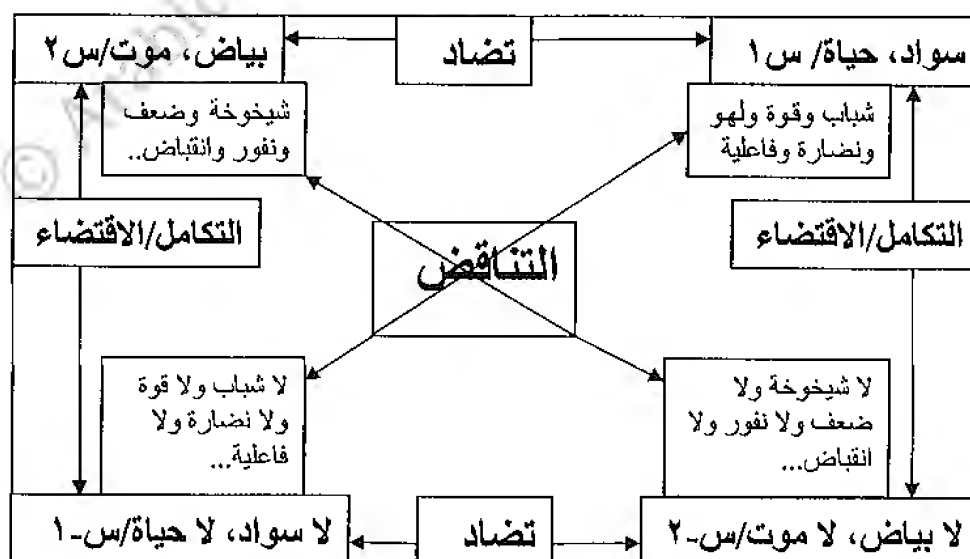 سواد، حياة/ س١
تضاد
بياض، موت/س٢
شباب وقوة ولهو
ونضارة وفاعلية
شيخوخة وضعف
ونفور وانقباض..
التكامل/الاقتضاء
التناقض
التكامل/الاقتضاء
لا شيخوخة ولا
ضعف ولا نفور ولا
انقباض...
لا شباب ولا قوة
ولا نضارة ولا
فاعلية...
لا بياض، لا موت/س-٢
تضاد
لا سواد، لا حياة/س-١